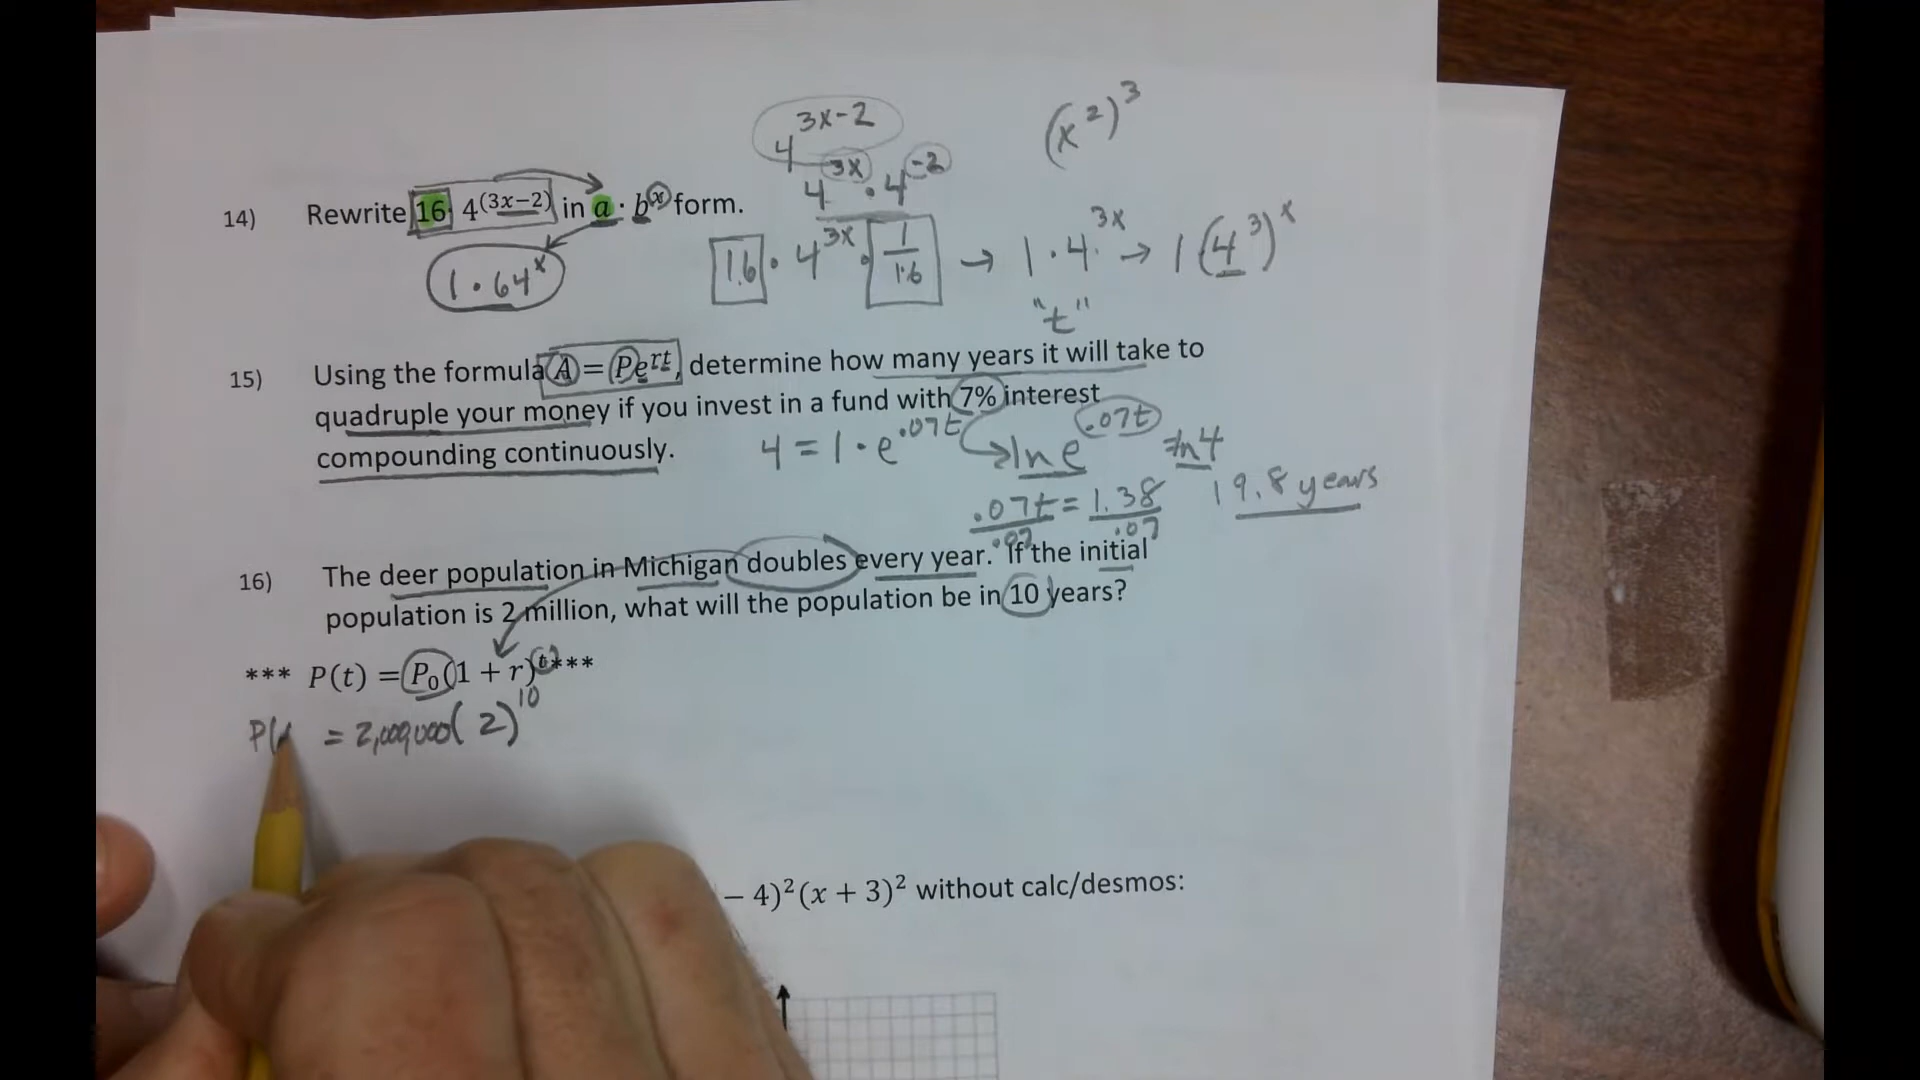 4^(3x-2)
(x²)³
4^(3x) · 4^(-2)
14) Rewrite 16· 4^(3x−2) in a · b^x form.
16 · 4^(3x) · 1/16 → 1 · 4^(3x) → 1(4³)^x
1 · 64^x
"t"
15) Using the formula A = Pe^rt, determine how many years it will take to
quadruple your money if you invest in a fund with 7% interest
compounding continuously.
4 = 1 · e^.07t → ln e^.07t = ln 4
.07t = 1.38 19.8 years
.07 .07
16) The deer population in Michigan doubles every year. If the initial
population is 2 million, what will the population be in 10 years?
*** P(t) = P₀(1 + r)^t ***
P( = 2,000,000( 2)^10
− 4)²(x + 3)² without calc/desmos: